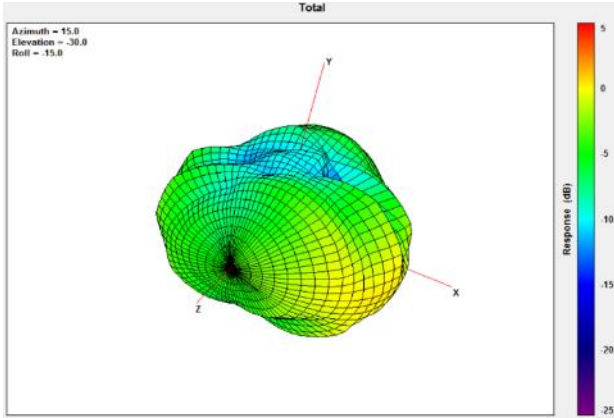 Total
Azimuth = 15.0
Elevation = -30.0
Roll = -15.0
Y
X
Z
Response (dB)
5
0
-5
-10
-15
-20
-25